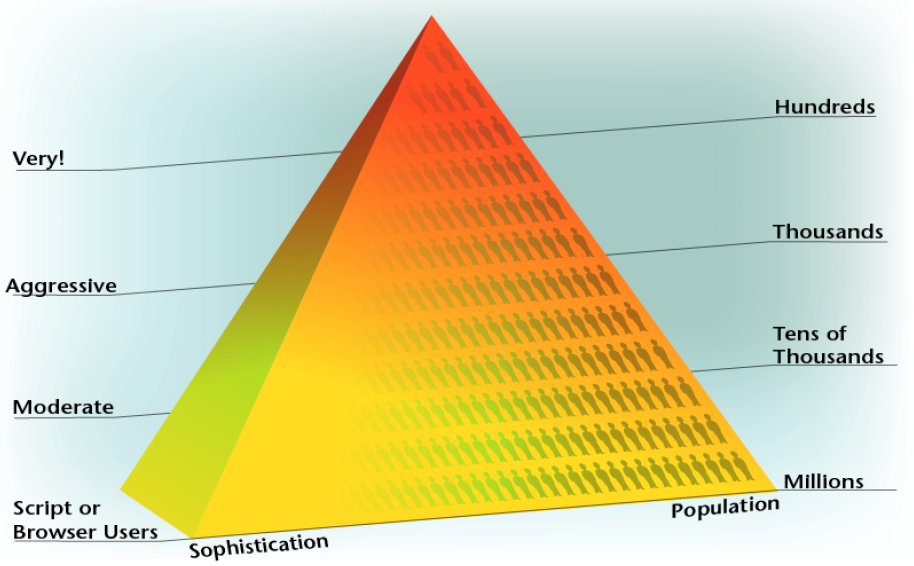 Hundreds
Very!
Thousands
Aggressive
Tens of
Thousands
Moderate
Millions
Script or
Browser Users
Population
Sophistication